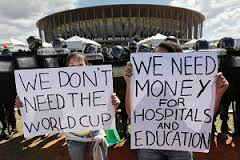 WE DON'T
NEED THE
WORLD CUP
WE NEED
MONEY
FOR
HOSPITALS
AND
EDUCATION